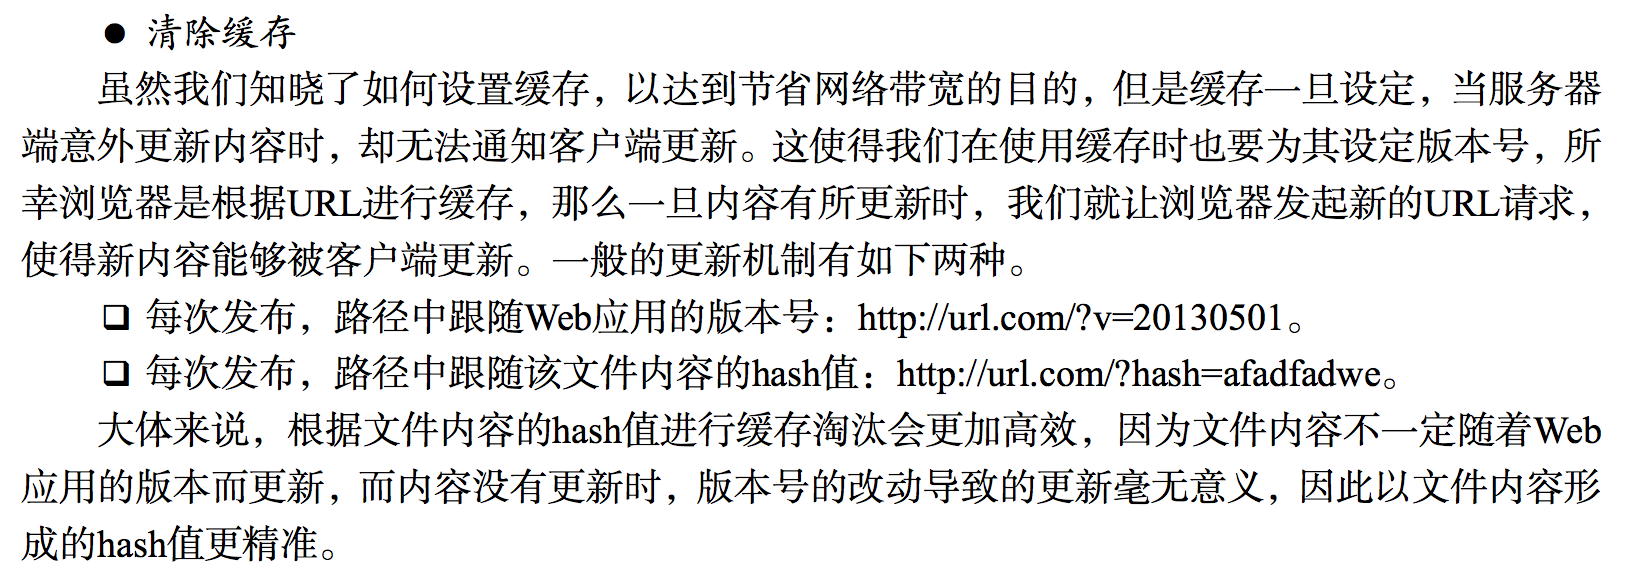 ● 清除缓存
虽然我们知晓了如何设置缓存，以达到节省网络带宽的目的，但是缓存一旦设定，当服务器
端意外更新内容时，却无法通知客户端更新。这使得我们在使用缓存时也要为其设定版本号，所
幸浏览器是根据URL进行缓存，那么一旦内容有所更新时，我们就让浏览器发起新的URL请求，
使得新内容能够被客户端更新。一般的更新机制有如下两种。
❑ 每次发布，路径中跟随Web应用的版本号：http://url.com/?v=20130501。
❑ 每次发布，路径中跟随该文件内容的hash值：http://url.com/?hash=afadfadwe。
大体来说，根据文件内容的hash值进行缓存淘汰会更加高效，因为文件内容不一定随着Web
应用的版本而更新，而内容没有更新时，版本号的改动导致的更新毫无意义，因此以文件内容形
成的hash值更精准。